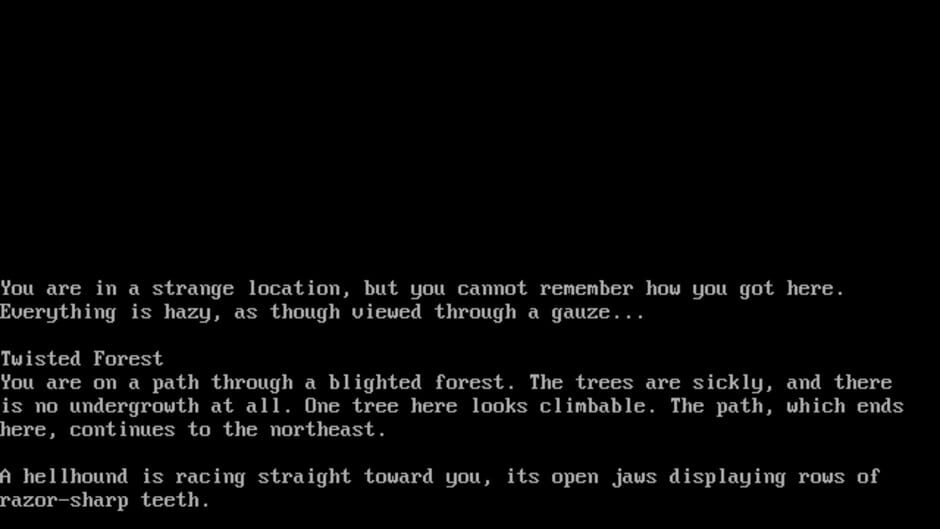 You are in a strange location, but you cannot remember how you got here.
Everything is hazy, as though viewed through a gauze...
Twisted Forest
You are on a path through a blighted forest. The trees are sickly, and there
is no undergrowth at all. One tree here looks climbable. The path, which ends
here, continues to the northeast.
A hellhound is racing straight toward you, its open jaws displaying rows of
razor-sharp teeth.